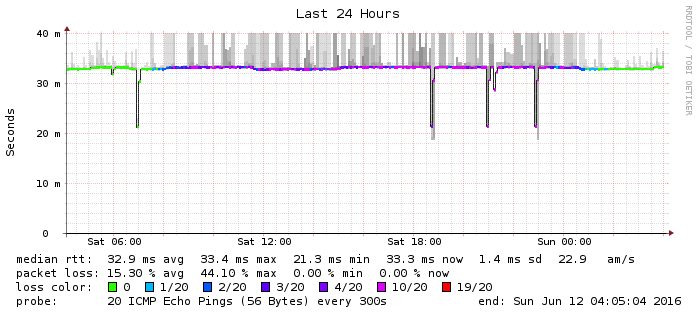 Last 24 Hours
RRDTOOL / TOBI OETIKER
Seconds
40 m
30 m
20 m
10 m
0
Sat 06:00 Sat 12:00 Sat 18:00 Sun 00:00
median rtt: 32.9 ms avg 33.4 ms max 21.3 ms min 33.3 ms now 1.4 ms sd 22.9 am/s
packet loss: 15.30 % avg 44.10 % max 0.00 % min 0.00 % now
loss color: 0 1/20 2/20 3/20 4/20 10/20 19/20
probe: 20 ICMP Echo Pings (56 Bytes) every 300s end: Sun Jun 12 04:05:04 2016